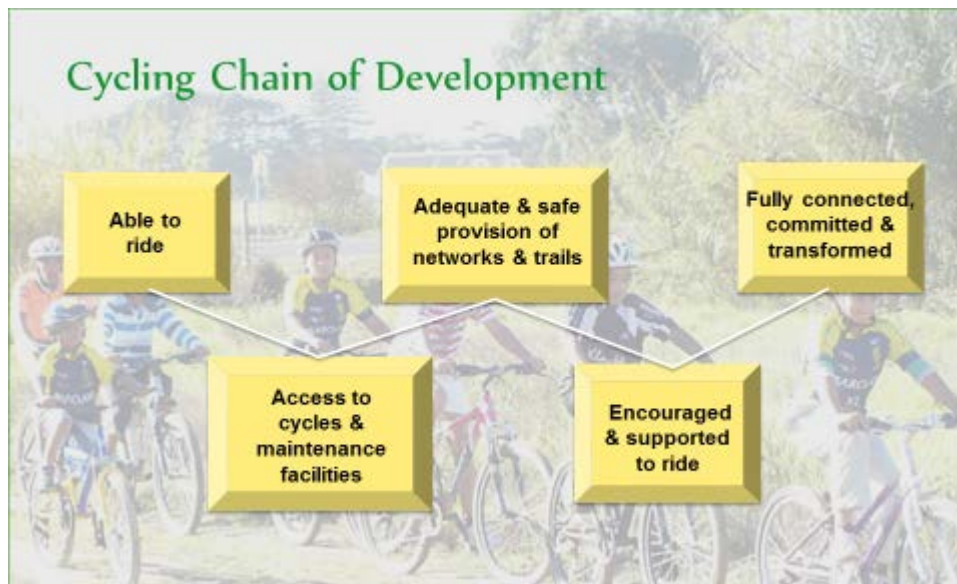 Cycling Chain of Development
Able to
ride
Access to
cycles &
maintenance
facilities
Adequate & safe
provision of
networks & trails
Encouraged
& supported
to ride
Fully connected,
committed &
transformed